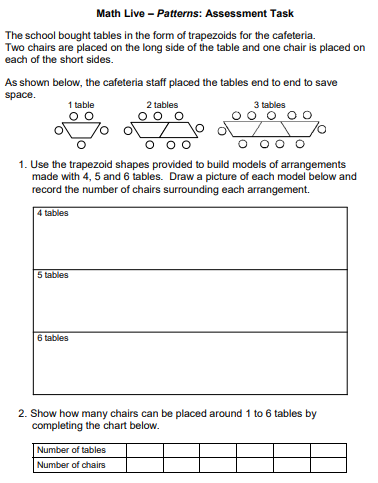 Math Live – Patterns: Assessment Task
The school bought tables in the form of trapezoids for the cafeteria.
Two chairs are placed on the long side of the table and one chair is placed on
each of the short sides.
As shown below, the cafeteria staff placed the tables end to end to save
space.
1 table 2 tables 3 tables
1. Use the trapezoid shapes provided to build models of arrangements
made with 4, 5 and 6 tables. Draw a picture of each model below and
record the number of chairs surrounding each arrangement.
4 tables
5 tables
6 tables
2. Show how many chairs can be placed around 1 to 6 tables by
completing the chart below.
Number of tables
Number of chairs